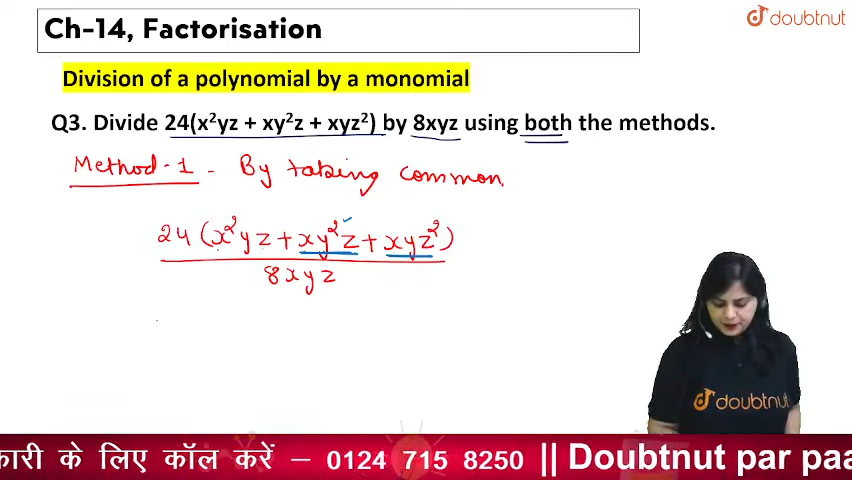 doubtnut
Ch-14, Factorisation
Division of a polynomial by a monomial
Q3. Divide 24(x²yz + xy²z + xyz²) by 8xyz using both the methods.
Method-1 - By taking common.
24 (x²yz + xy²z + xyz²)
8xyz
doubtnut
कारी के लिए कॉल करें – 0124 715 8250 || Doubtnut par paa